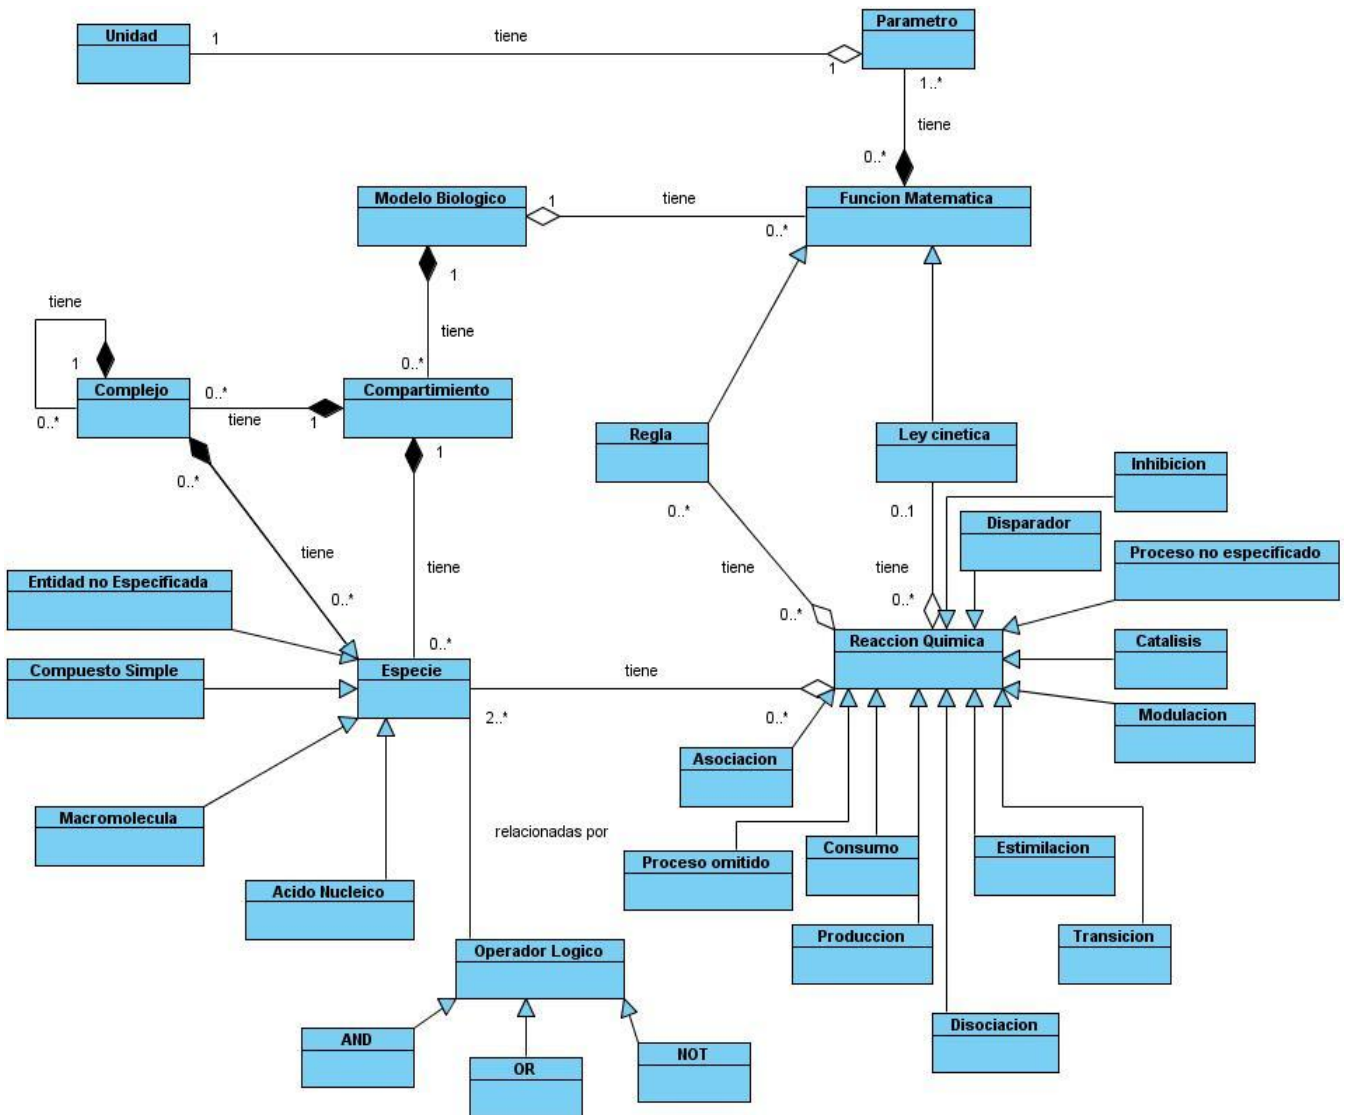 Unidad
1
tiene
1
Parametro
1..*
tiene
0..*
Modelo Biologico
1
tiene
0..*
Funcion Matematica
1
tiene
0..*
tiene
1
0..*
Complejo
0..*
tiene
1
Compartimiento
1
0..*
tiene
0..*
tiene
0..*
Regla
0..*
tiene
0..*
Ley cinetica
0..1
tiene
0..*
Inhibicion
Disparador
Proceso no especificado
Entidad no Especificada
Compuesto Simple
Especie
2..*
tiene
0..*
Reaccion Quimica
Catalisis
Modulacion
Asociacion
Macromolecula
relacionadas por
Proceso omitido
Consumo
Estimilacion
Acido Nucleico
Produccion
Transicion
Operador Logico
Disociacion
AND
OR
NOT